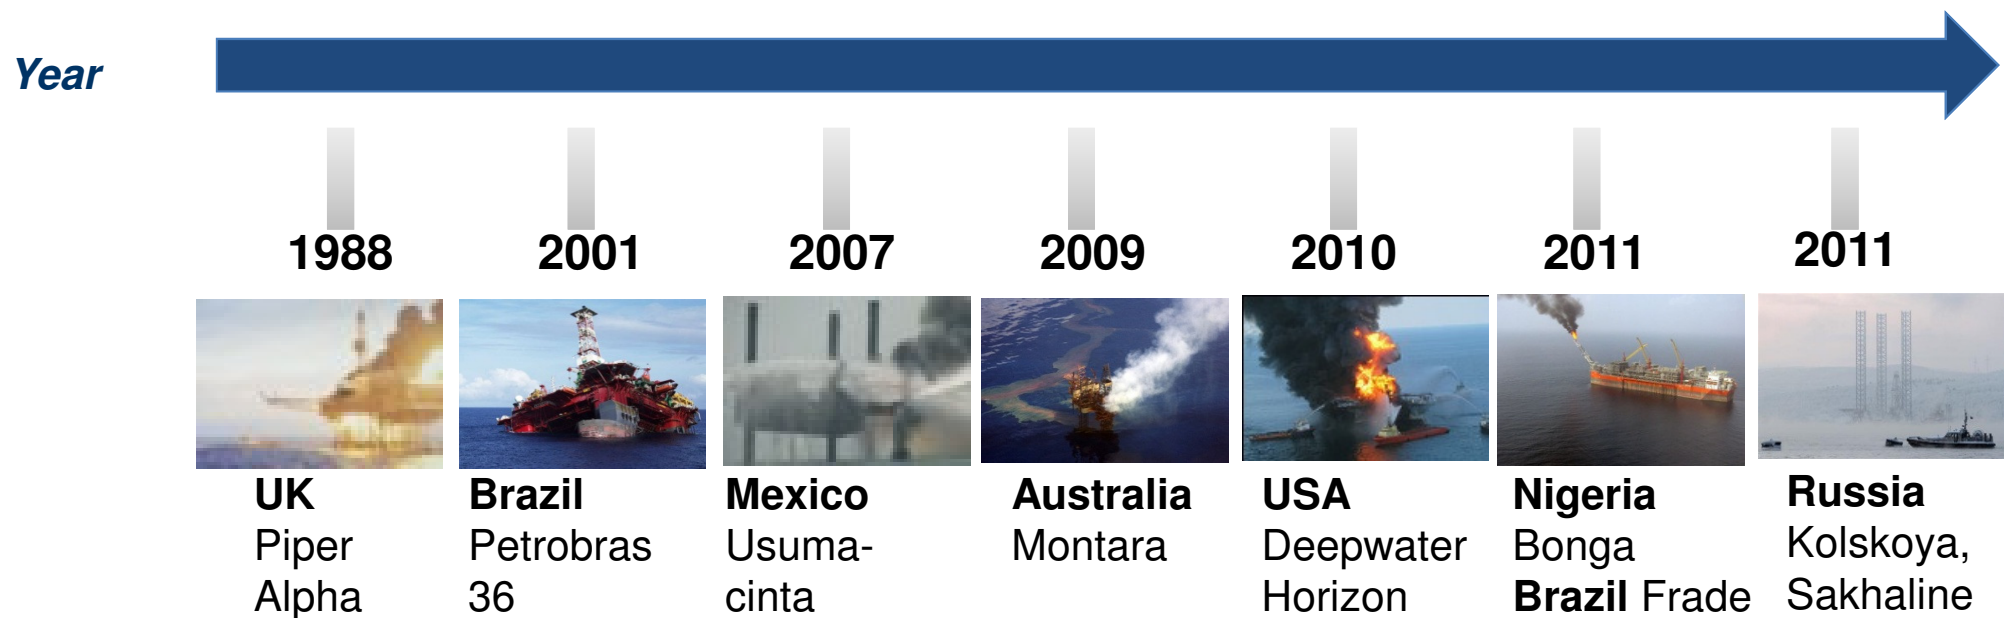 Year
1988
2001
2007
2009
2010
2011
2011
UK
Piper
Alpha
Brazil
Petrobras
36
Mexico
Usuma-
cinta
Australia
Montara
USA
Deepwater
Horizon
Nigeria
Bonga
Brazil Frade
Russia
Kolskoya,
Sakhaline